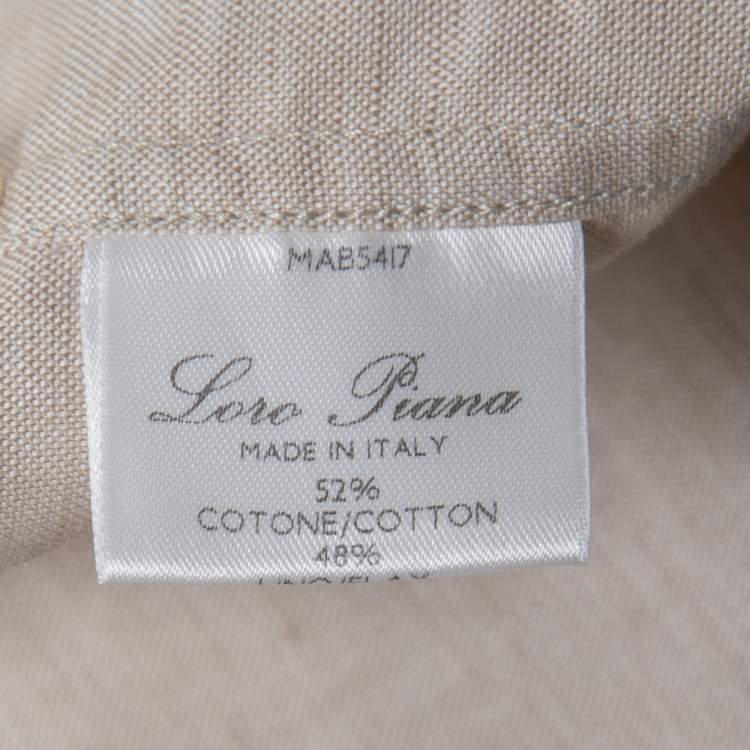 MAB5417
Loro Piana
MADE IN ITALY
52%
COTONE/COTTON
48%